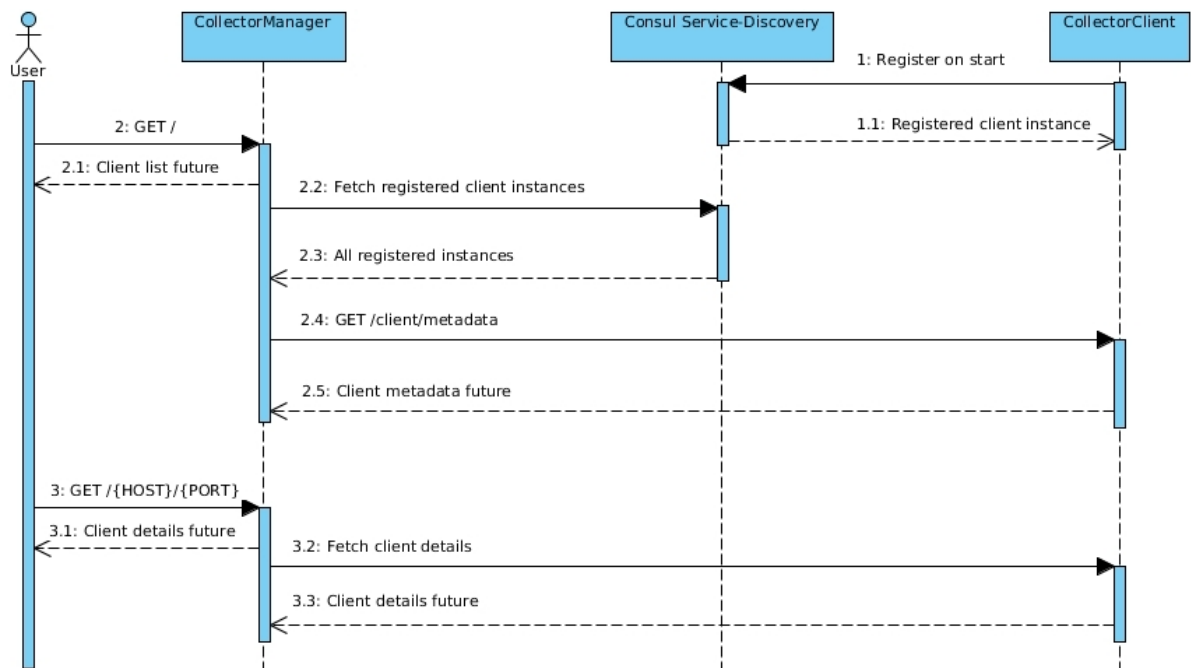 CollectorManager
Consul Service-Discovery
CollectorClient
User
1: Register on start
1.1: Registered client instance
2: GET /
2.1: Client list future
2.2: Fetch registered client instances
2.3: All registered instances
2.4: GET /client/metadata
2.5: Client metadata future
3: GET /{HOST}/{PORT}
3.1: Client details future
3.2: Fetch client details
3.3: Client details future